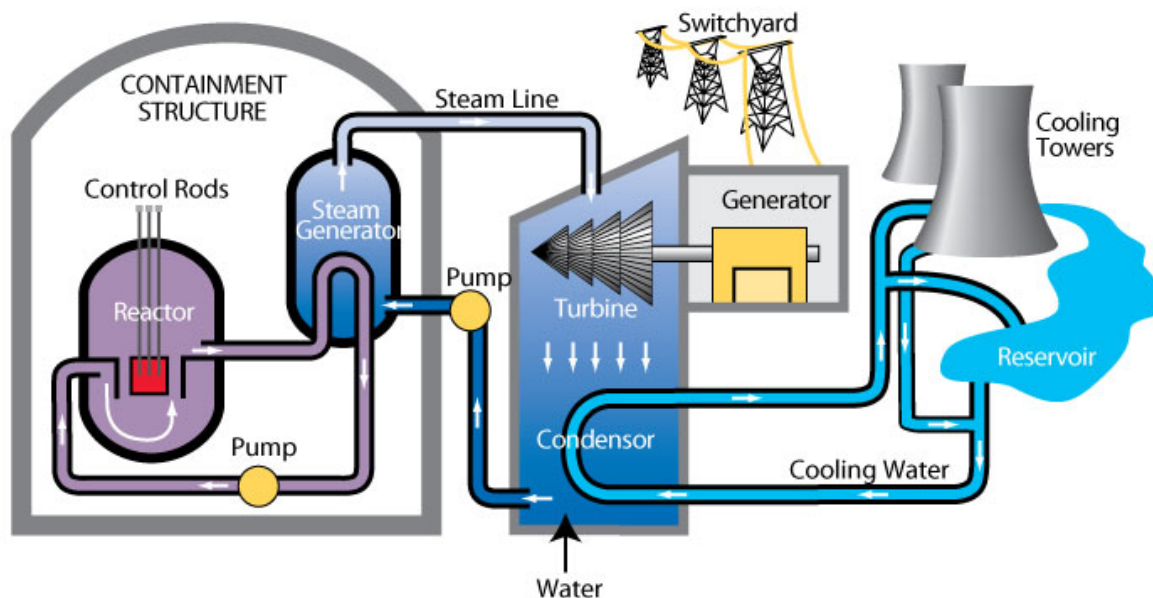 Switchyard
CONTAINMENT
STRUCTURE
Steam Line
Cooling
Towers
Control Rods
Steam
Generator
Generator
Pump
Reactor
Turbine
Reservoir
Condensor
Pump
Cooling Water
Water